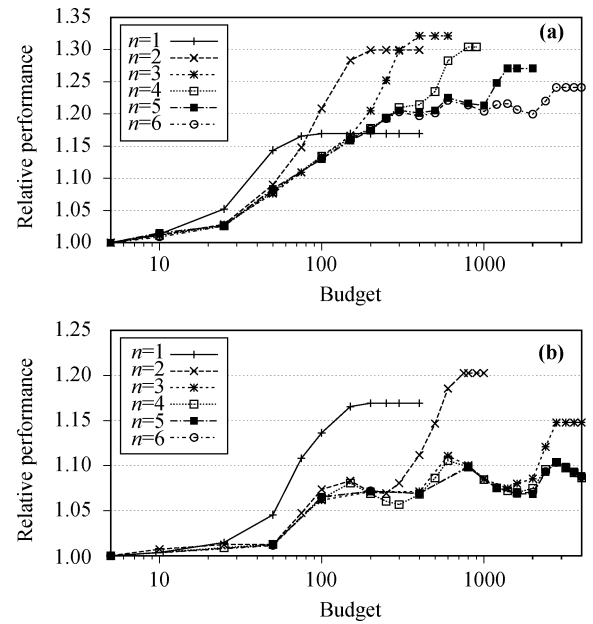 (a)
n=1
n=2
n=3
n=4
n=5
n=6
Relative performance
1.35
1.30
1.25
1.20
1.15
1.10
1.05
1.00
10 100 1000
Budget
(b)
n=1
n=2
n=3
n=4
n=5
n=6
Relative performance
1.25
1.20
1.15
1.10
1.05
1.00
10 100 1000
Budget